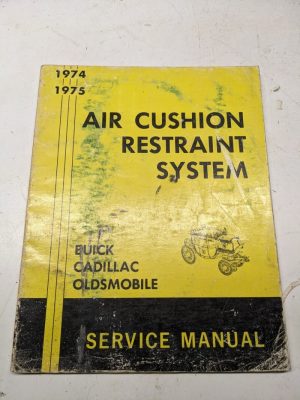 1974
1975
AIR CUSHION
RESTRAINT
SYSTEM
BUICK
CADILLAC
OLDSMOBILE
SERVICE MANUAL